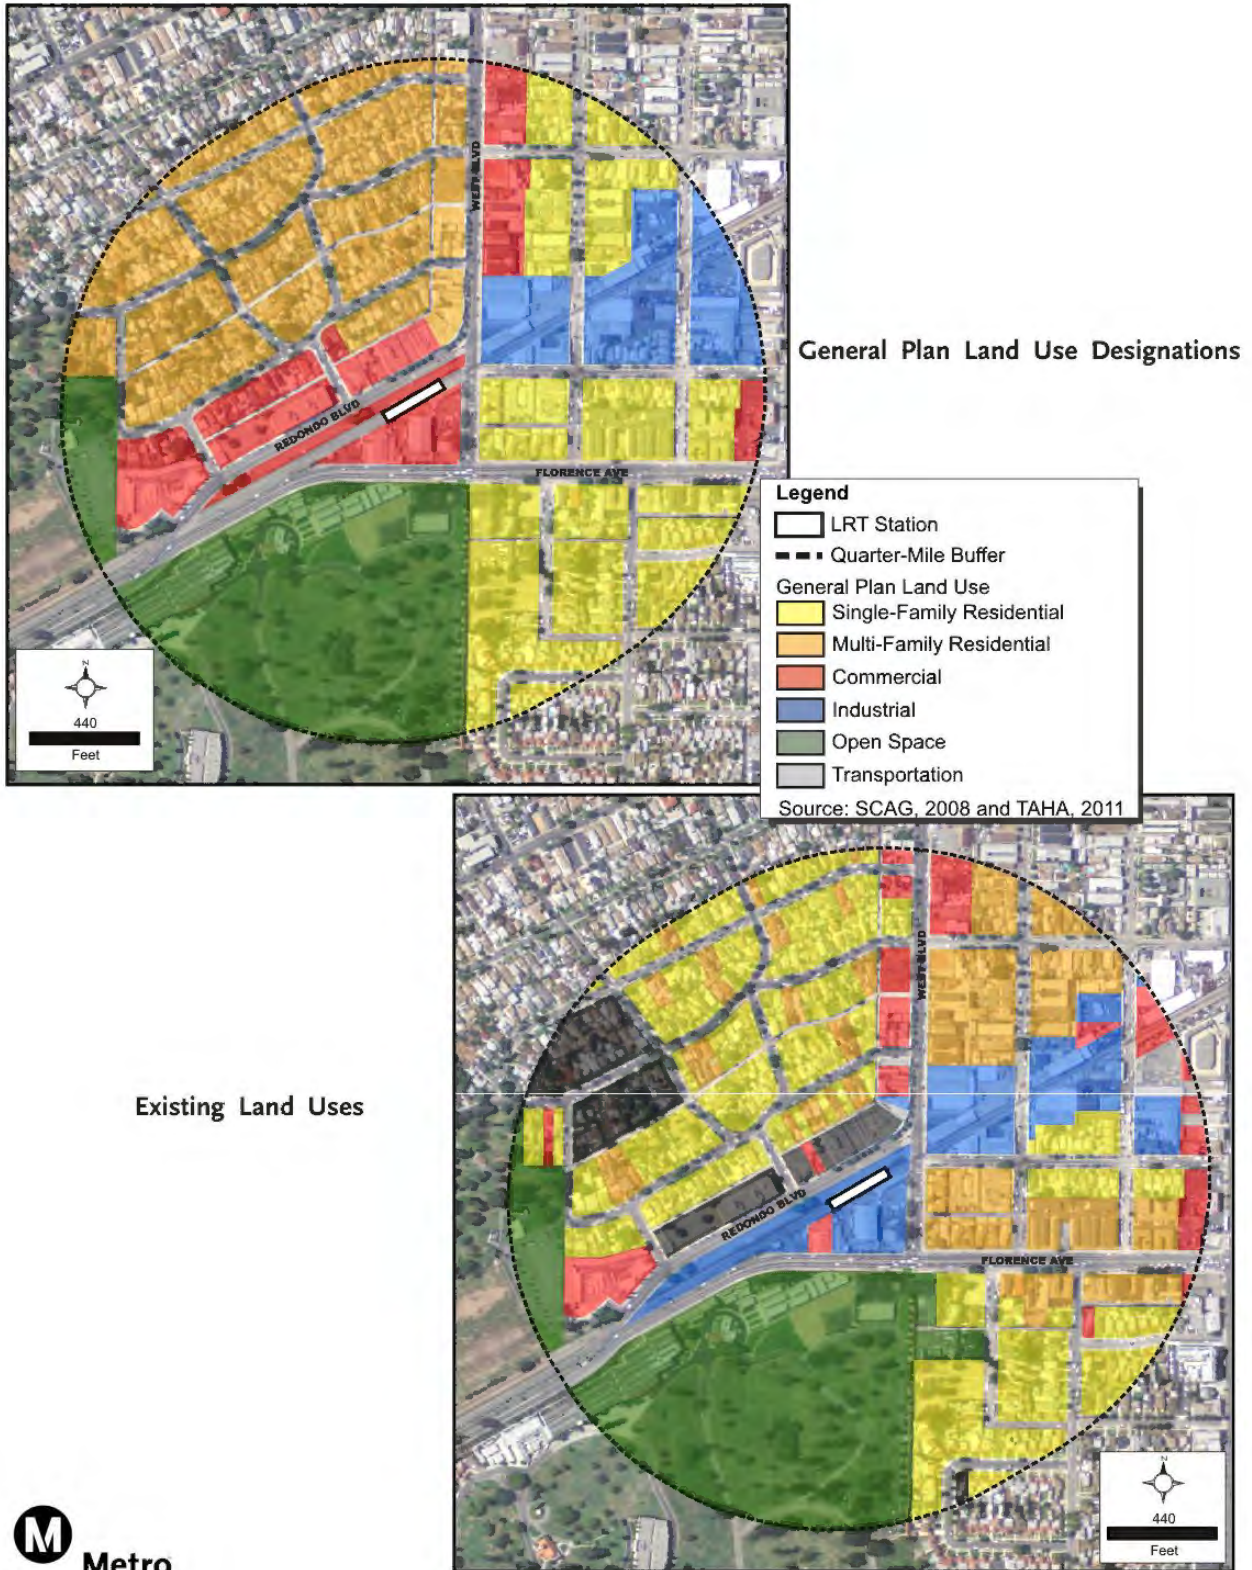 WEST BLVD
General Plan Land Use Designations
REDONDO BLVD
FLORENCE AVE
Legend
LRT Station
Quarter-Mile Buffer
General Plan Land Use
Single-Family Residential
Multi-Family Residential
Commercial
Industrial
Open Space
Transportation
Source: SCAG, 2008 and TAHA, 2011
N
440
Feet
WEST BLVD
Existing Land Uses
REDONDO BLVD
FLORENCE AVE
N
440
Feet
M
Metro